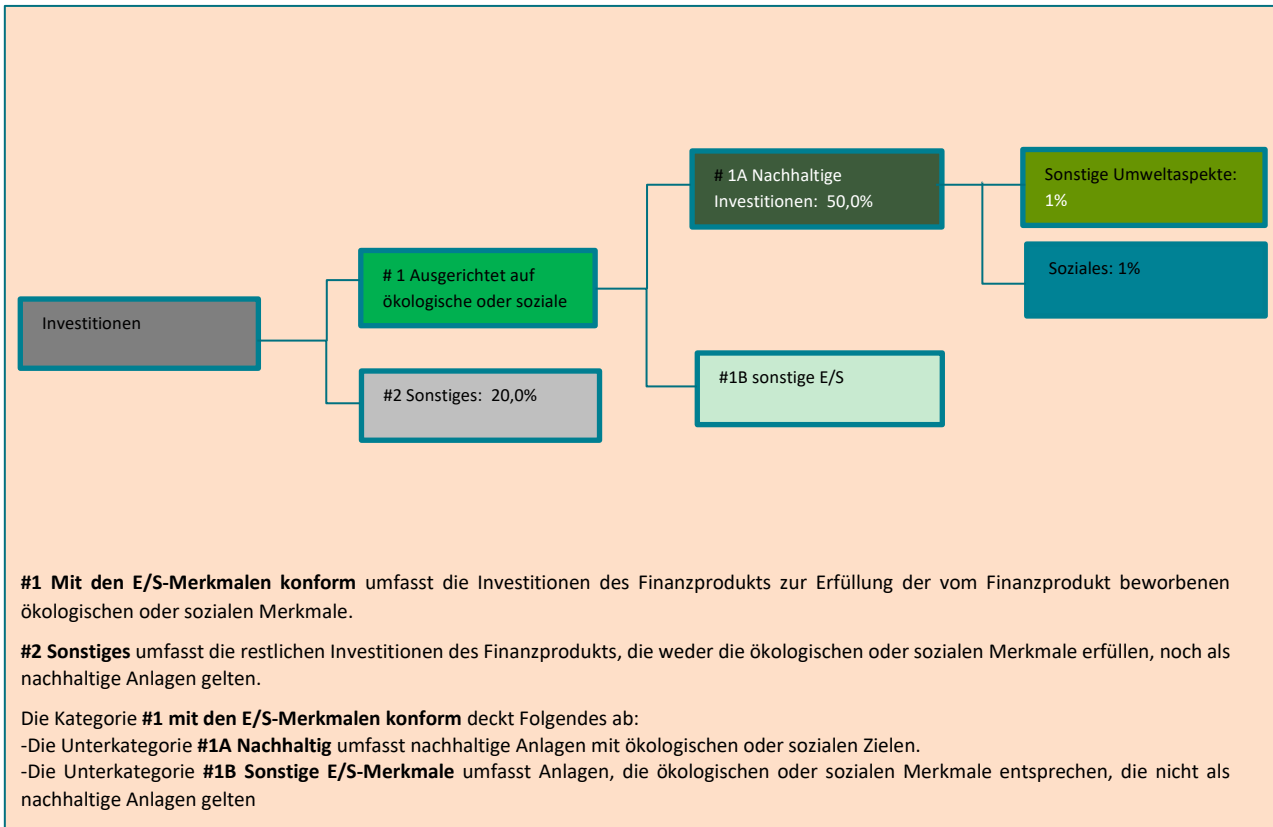 # 1A Nachhaltige
Investitionen: 50,0%
Sonstige Umweltaspekte:
1%
Soziales: 1%
# 1 Ausgerichtet auf
ökologische oder soziale
Investitionen
#2 Sonstiges: 20,0%
#1B sonstige E/S
#1 Mit den E/S-Merkmalen konform umfasst die Investitionen des Finanzprodukts zur Erfüllung der vom Finanzprodukt beworbenen
ökologischen oder sozialen Merkmale.
#2 Sonstiges umfasst die restlichen Investitionen des Finanzprodukts, die weder die ökologischen oder sozialen Merkmale erfüllen, noch als
nachhaltige Anlagen gelten.
Die Kategorie #1 mit den E/S-Merkmalen konform deckt Folgendes ab:
-Die Unterkategorie #1A Nachhaltig umfasst nachhaltige Anlagen mit ökologischen oder sozialen Zielen.
-Die Unterkategorie #1B Sonstige E/S-Merkmale umfasst Anlagen, die ökologischen oder sozialen Merkmale entsprechen, die nicht als
nachhaltige Anlagen gelten